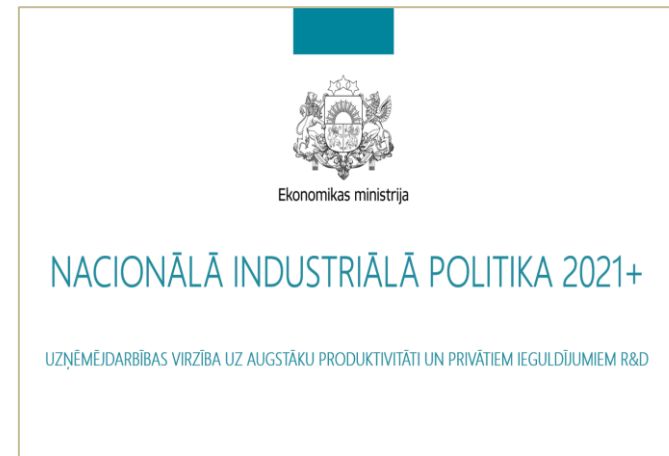 Ekonomikas ministrija
NACIONĀLĀ INDUSTRIĀLĀ POLITIKA 2021+
UZŅĒMĒJDARBĪBAS VIRZĪBA UZ AUGSTĀKU PRODUKTIVITĀTI UN PRIVĀTIEM IEGULDĪJUMIEM R&D